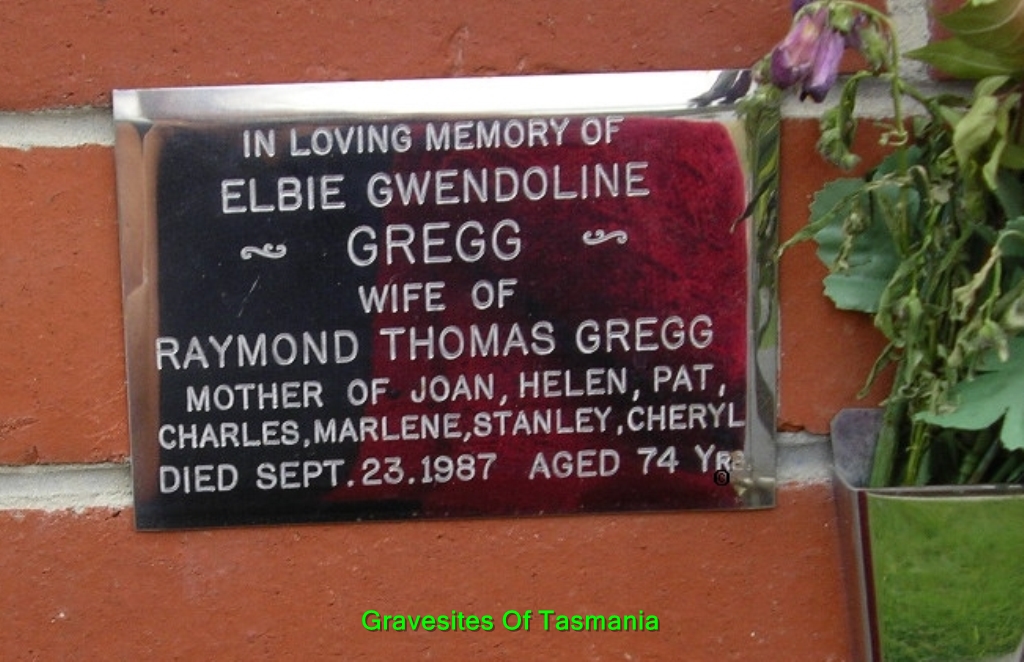 IN LOVING MEMORY OF
ELBIE GWENDOLINE
GREGG
WIFE OF
RAYMOND THOMAS GREGG
MOTHER OF JOAN, HELEN, PAT,
CHARLES, MARLENE, STANLEY, CHERYL
DIED SEPT. 23. 1987 AGED 74 YRS
©
Gravesites Of Tasmania